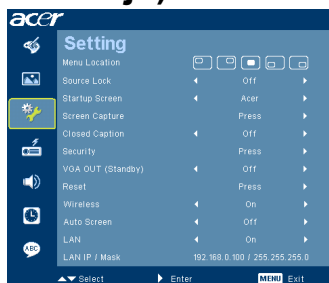 acer
Setting
Menu Location
Source Lock Off
Startup Screen Acer
Screen Capture Press
Closed Caption Off
Security Press
VGA OUT (Standby) Off
Reset Press
Wireless On
Auto Screen Off
LAN On
LAN IP / Mask 192.168.0.100 / 255.255.255.0
ABC
Select Enter MENU Exit